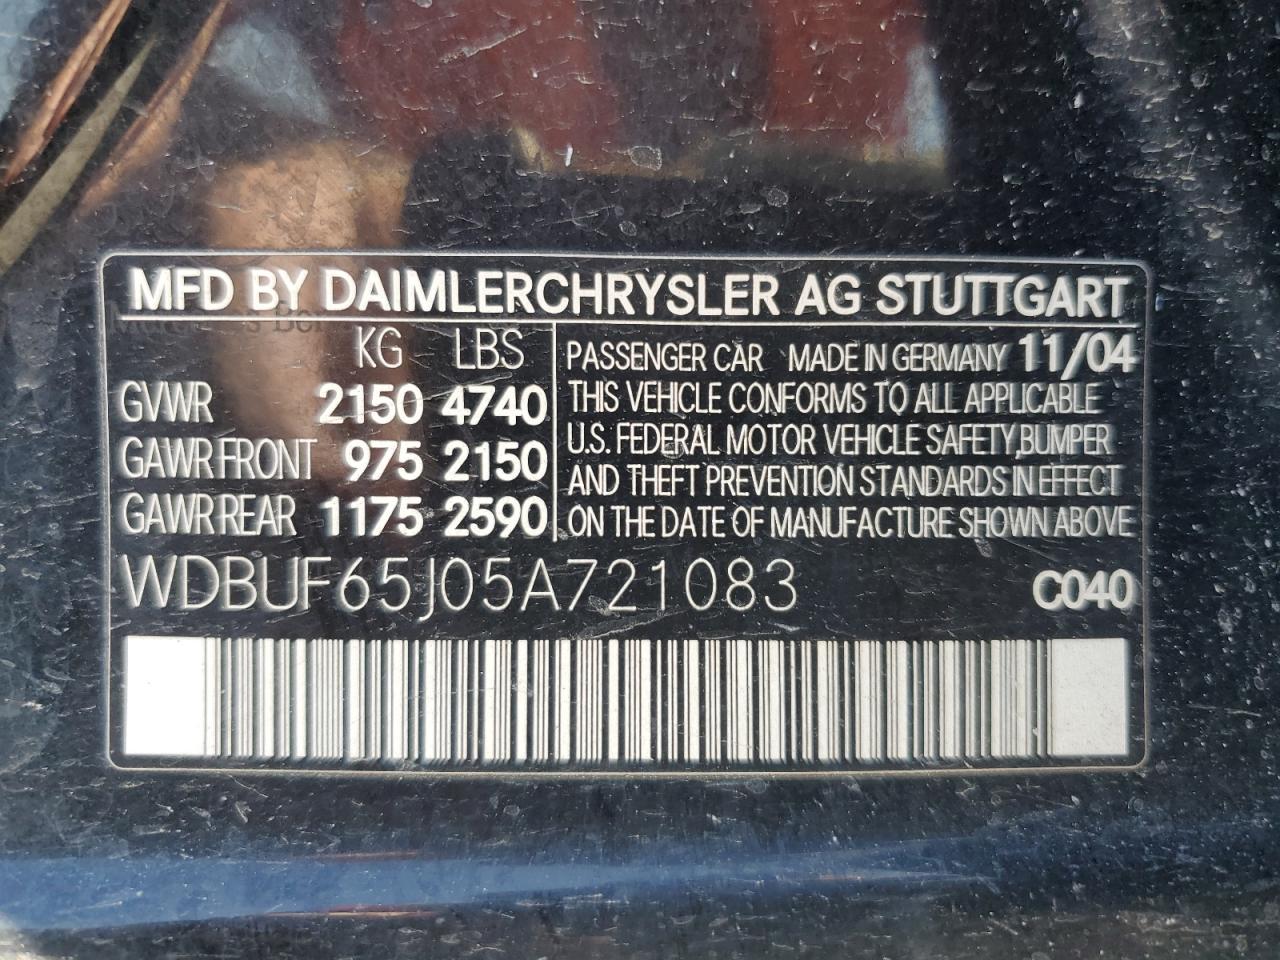 MFD BY DAIMLERCHRYSLER AG STUTTGART
KG LBS
GVWR 2150 4740
GAWR FRONT 975 2150
GAWR REAR 1175 2590
PASSENGER CAR MADE IN GERMANY 11/04
THIS VEHICLE CONFORMS TO ALL APPLICABLE
U.S. FEDERAL MOTOR VEHICLE SAFETY,BUMPER
AND THEFT PREVENTION STANDARDS IN EFFECT
ON THE DATE OF MANUFACTURE SHOWN ABOVE
WDBUF65J05A721083 C040